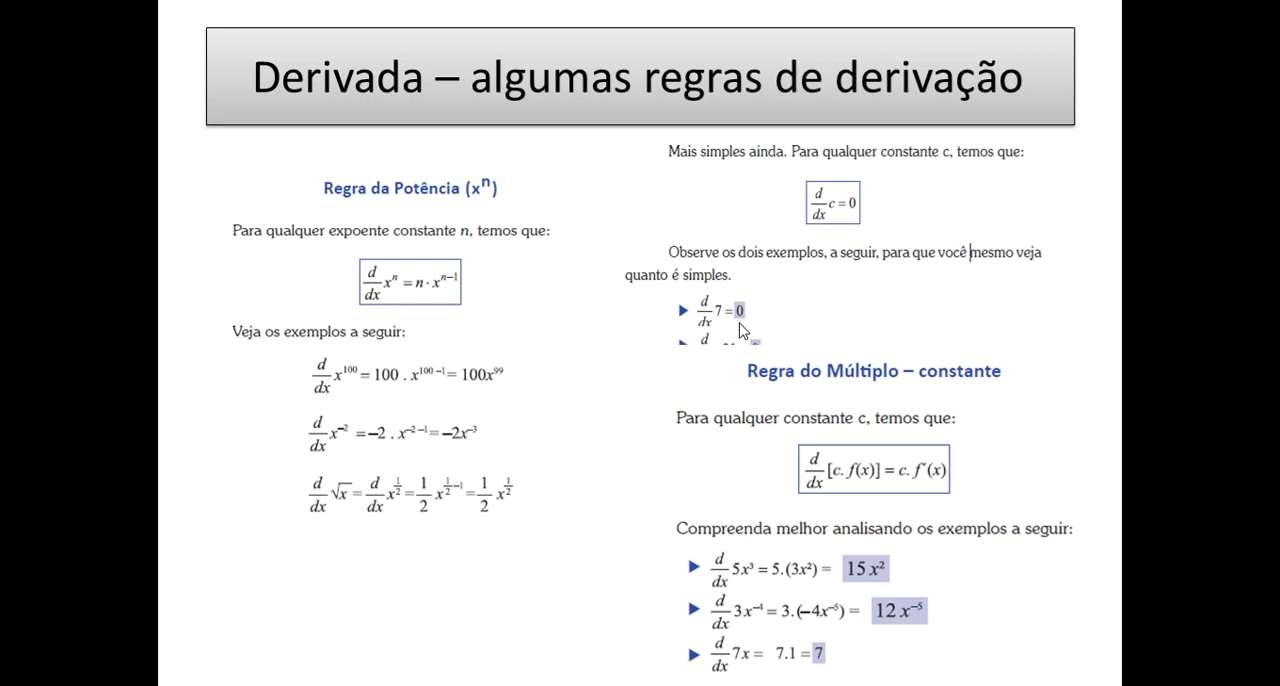 Derivada – algumas regras de derivação
Regra da Potência (xⁿ)
Para qualquer expoente constante n, temos que:
d/dx xⁿ = n · xⁿ⁻¹
Veja os exemplos a seguir:
d/dx x¹⁰⁰ = 100 . x¹⁰⁰⁻¹ = 100x⁹⁹
d/dx x⁻² = –2 . x⁻²⁻¹ = –2x⁻³
d/dx √x = d/dx x^(1/2) = 1/2 x^(1/2 –1) = 1/2 x^(1/2)
Mais simples ainda. Para qualquer constante c, temos que:
d/dx c = 0
Observe os dois exemplos, a seguir, para que você mesmo veja
quanto é simples.
▶ d/dx 7 = 0
▶ d
Regra do Múltiplo – constante
Para qualquer constante c, temos que:
d/dx [c. f(x)] = c. f'(x)
Compreenda melhor analisando os exemplos a seguir:
▶ d/dx 5x³ = 5.(3x²) = 15x²
▶ d/dx 3x⁻⁴ = 3.(–4x⁻⁵) = 12x⁻⁵
▶ d/dx 7x = 7.1 = 7